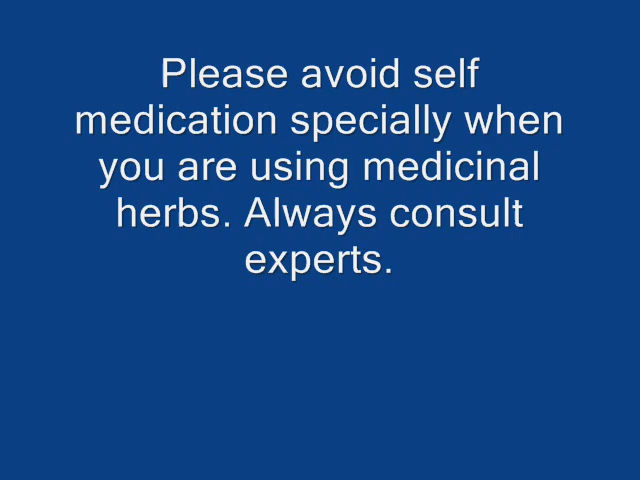 Please avoid self
medication specially when
you are using medicinal
herbs. Always consult
experts.